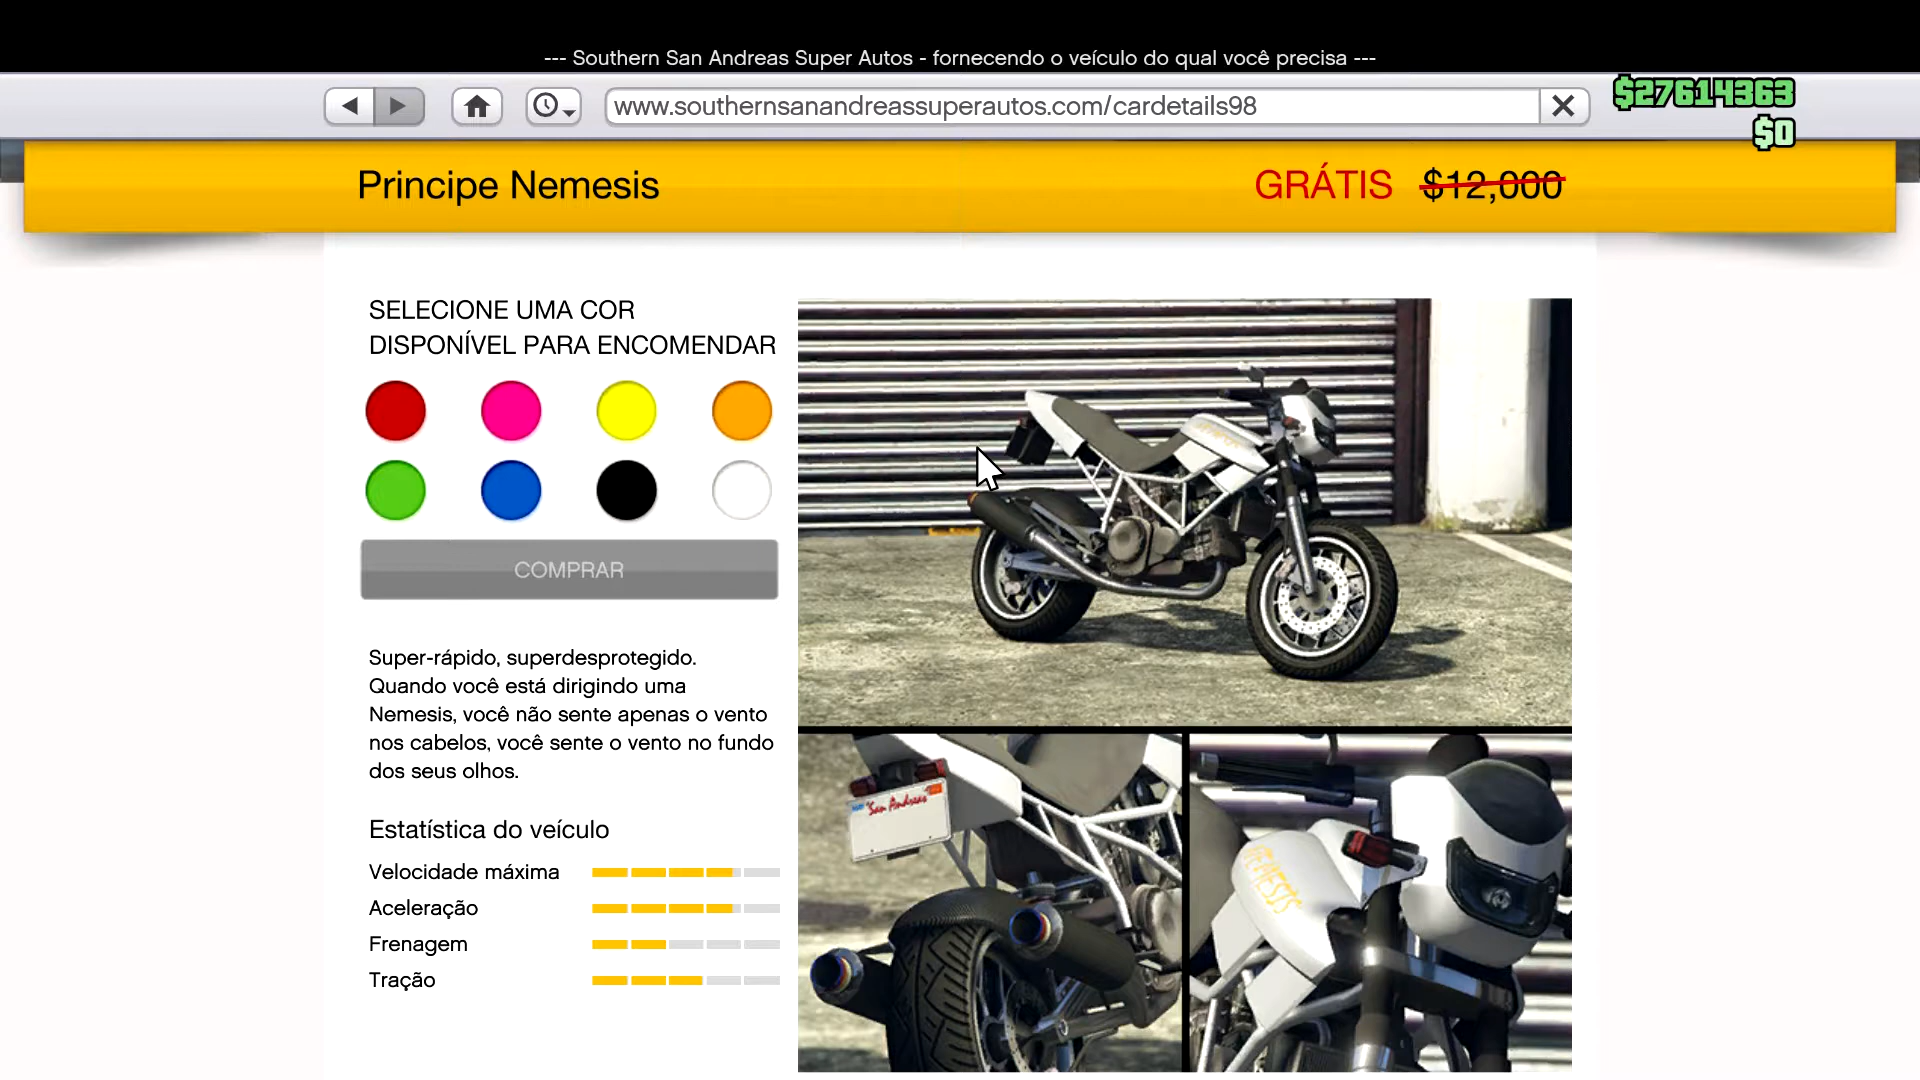 --- Southern San Andreas Super Autos - fornecendo o veículo do qual você precisa ---
www.southernsanandreassuperautos.com/cardetails98
$27614363
$0
Principe Nemesis
GRÁTIS $12,000
SELECIONE UMA COR
DISPONÍVEL PARA ENCOMENDAR
COMPRAR
Super-rápido, superdesprotegido.
Quando você está dirigindo uma
Nemesis, você não sente apenas o vento
nos cabelos, você sente o vento no fundo
dos seus olhos.
Estatística do veículo
Velocidade máxima
Aceleração
Frenagem
Tração
San Andreas
NEMESIS